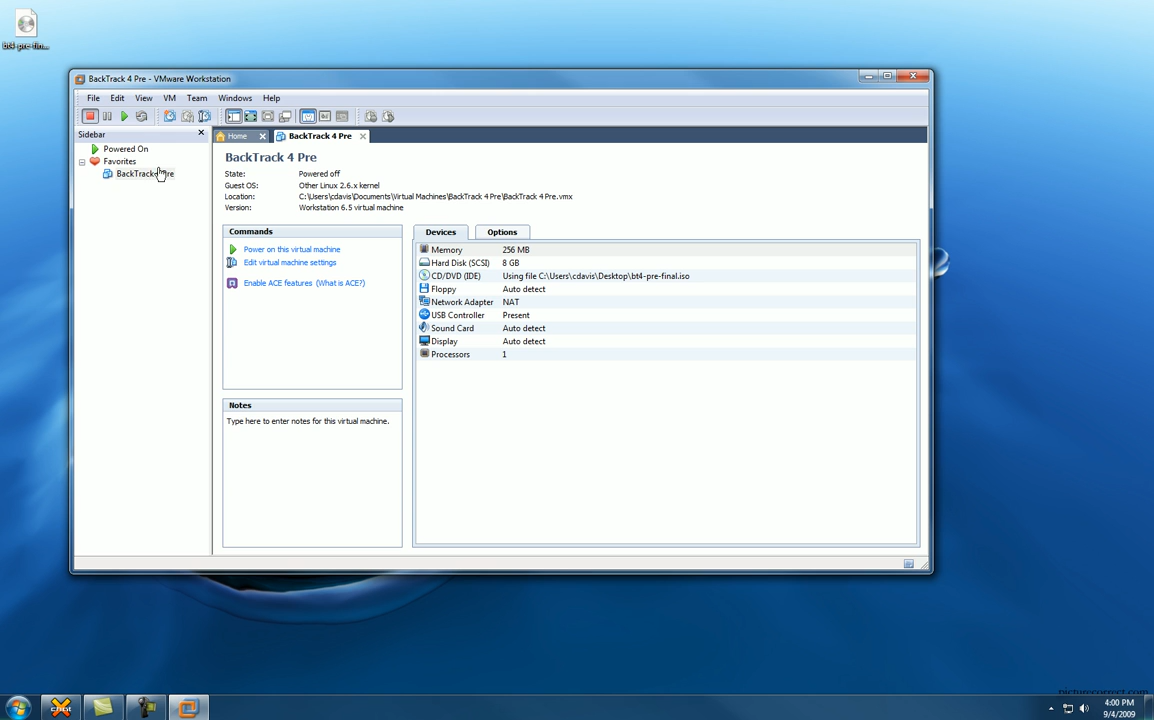 bt4-pre-fin...
BackTrack 4 Pre - VMware Workstation
File Edit View VM Team Windows Help
Sidebar
Home
BackTrack 4 Pre
Powered On
Favorites
BackTrack Pre
BackTrack 4 Pre
State: Powered off
Guest OS: Other Linux 2.6.x kernel
Location: C:\Users\cdavis\Documents\Virtual Machines\BackTrack 4 Pre\BackTrack 4 Pre.vmx
Version: Workstation 6.5 virtual machine
Commands
Power on this virtual machine
Edit virtual machine settings
Enable ACE features (What is ACE?)
Notes
Type here to enter notes for this virtual machine.
Devices Options
Memory 256 MB
Hard Disk (SCSI) 8 GB
CD/DVD (IDE) Using file C:\Users\cdavis\Desktop\bt4-pre-final.iso
Floppy Auto detect
Network Adapter NAT
USB Controller Present
Sound Card Auto detect
Display Auto detect
Processors 1
picturecorrect.com
chat
4:00 PM
9/4/2009